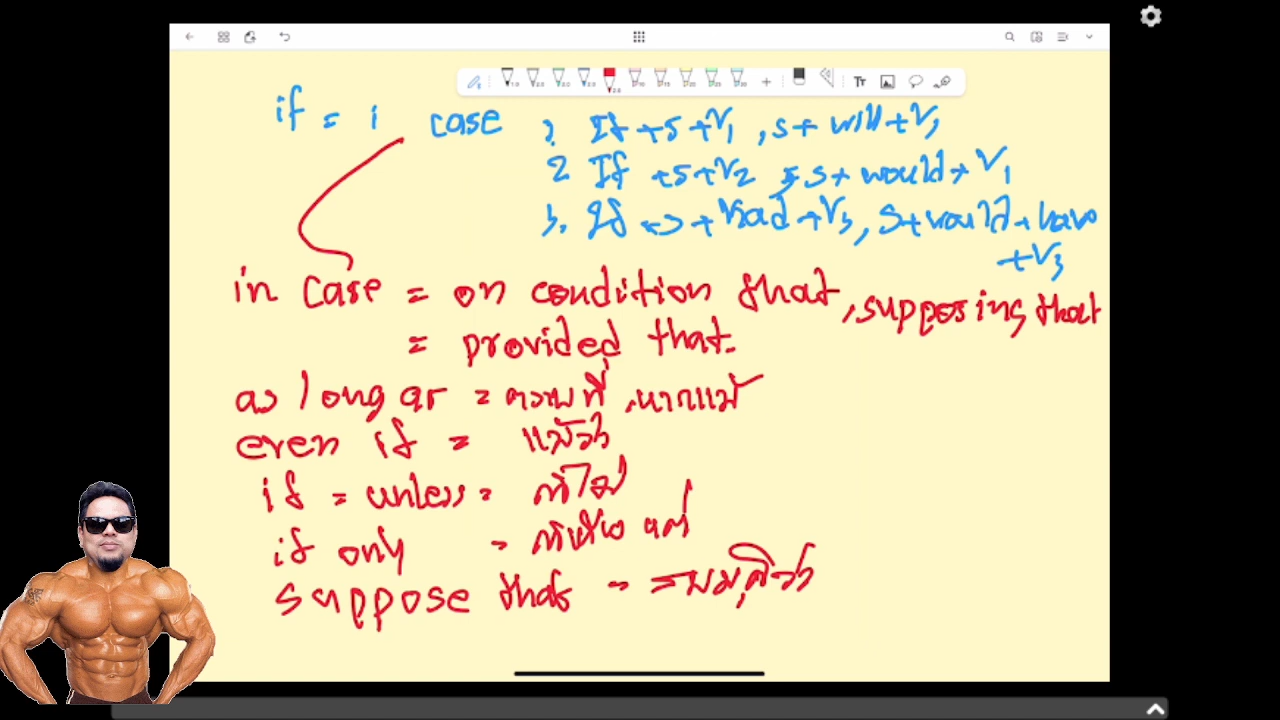 if = 1 case 1. If +S+V1 , S+ will+V1
2 If +S+V2 , S+ would+ V1
3. If +S+Had +V3, S+would+have
+V3
in case = on condition that, supposing that
= provided that.
as long as = ตราบที่ , หากแม้
even if = แม้ว่า
if = unless = ถ้าไม่
if only = ถ้าเพียงแต่
suppose that = สมมุติว่า